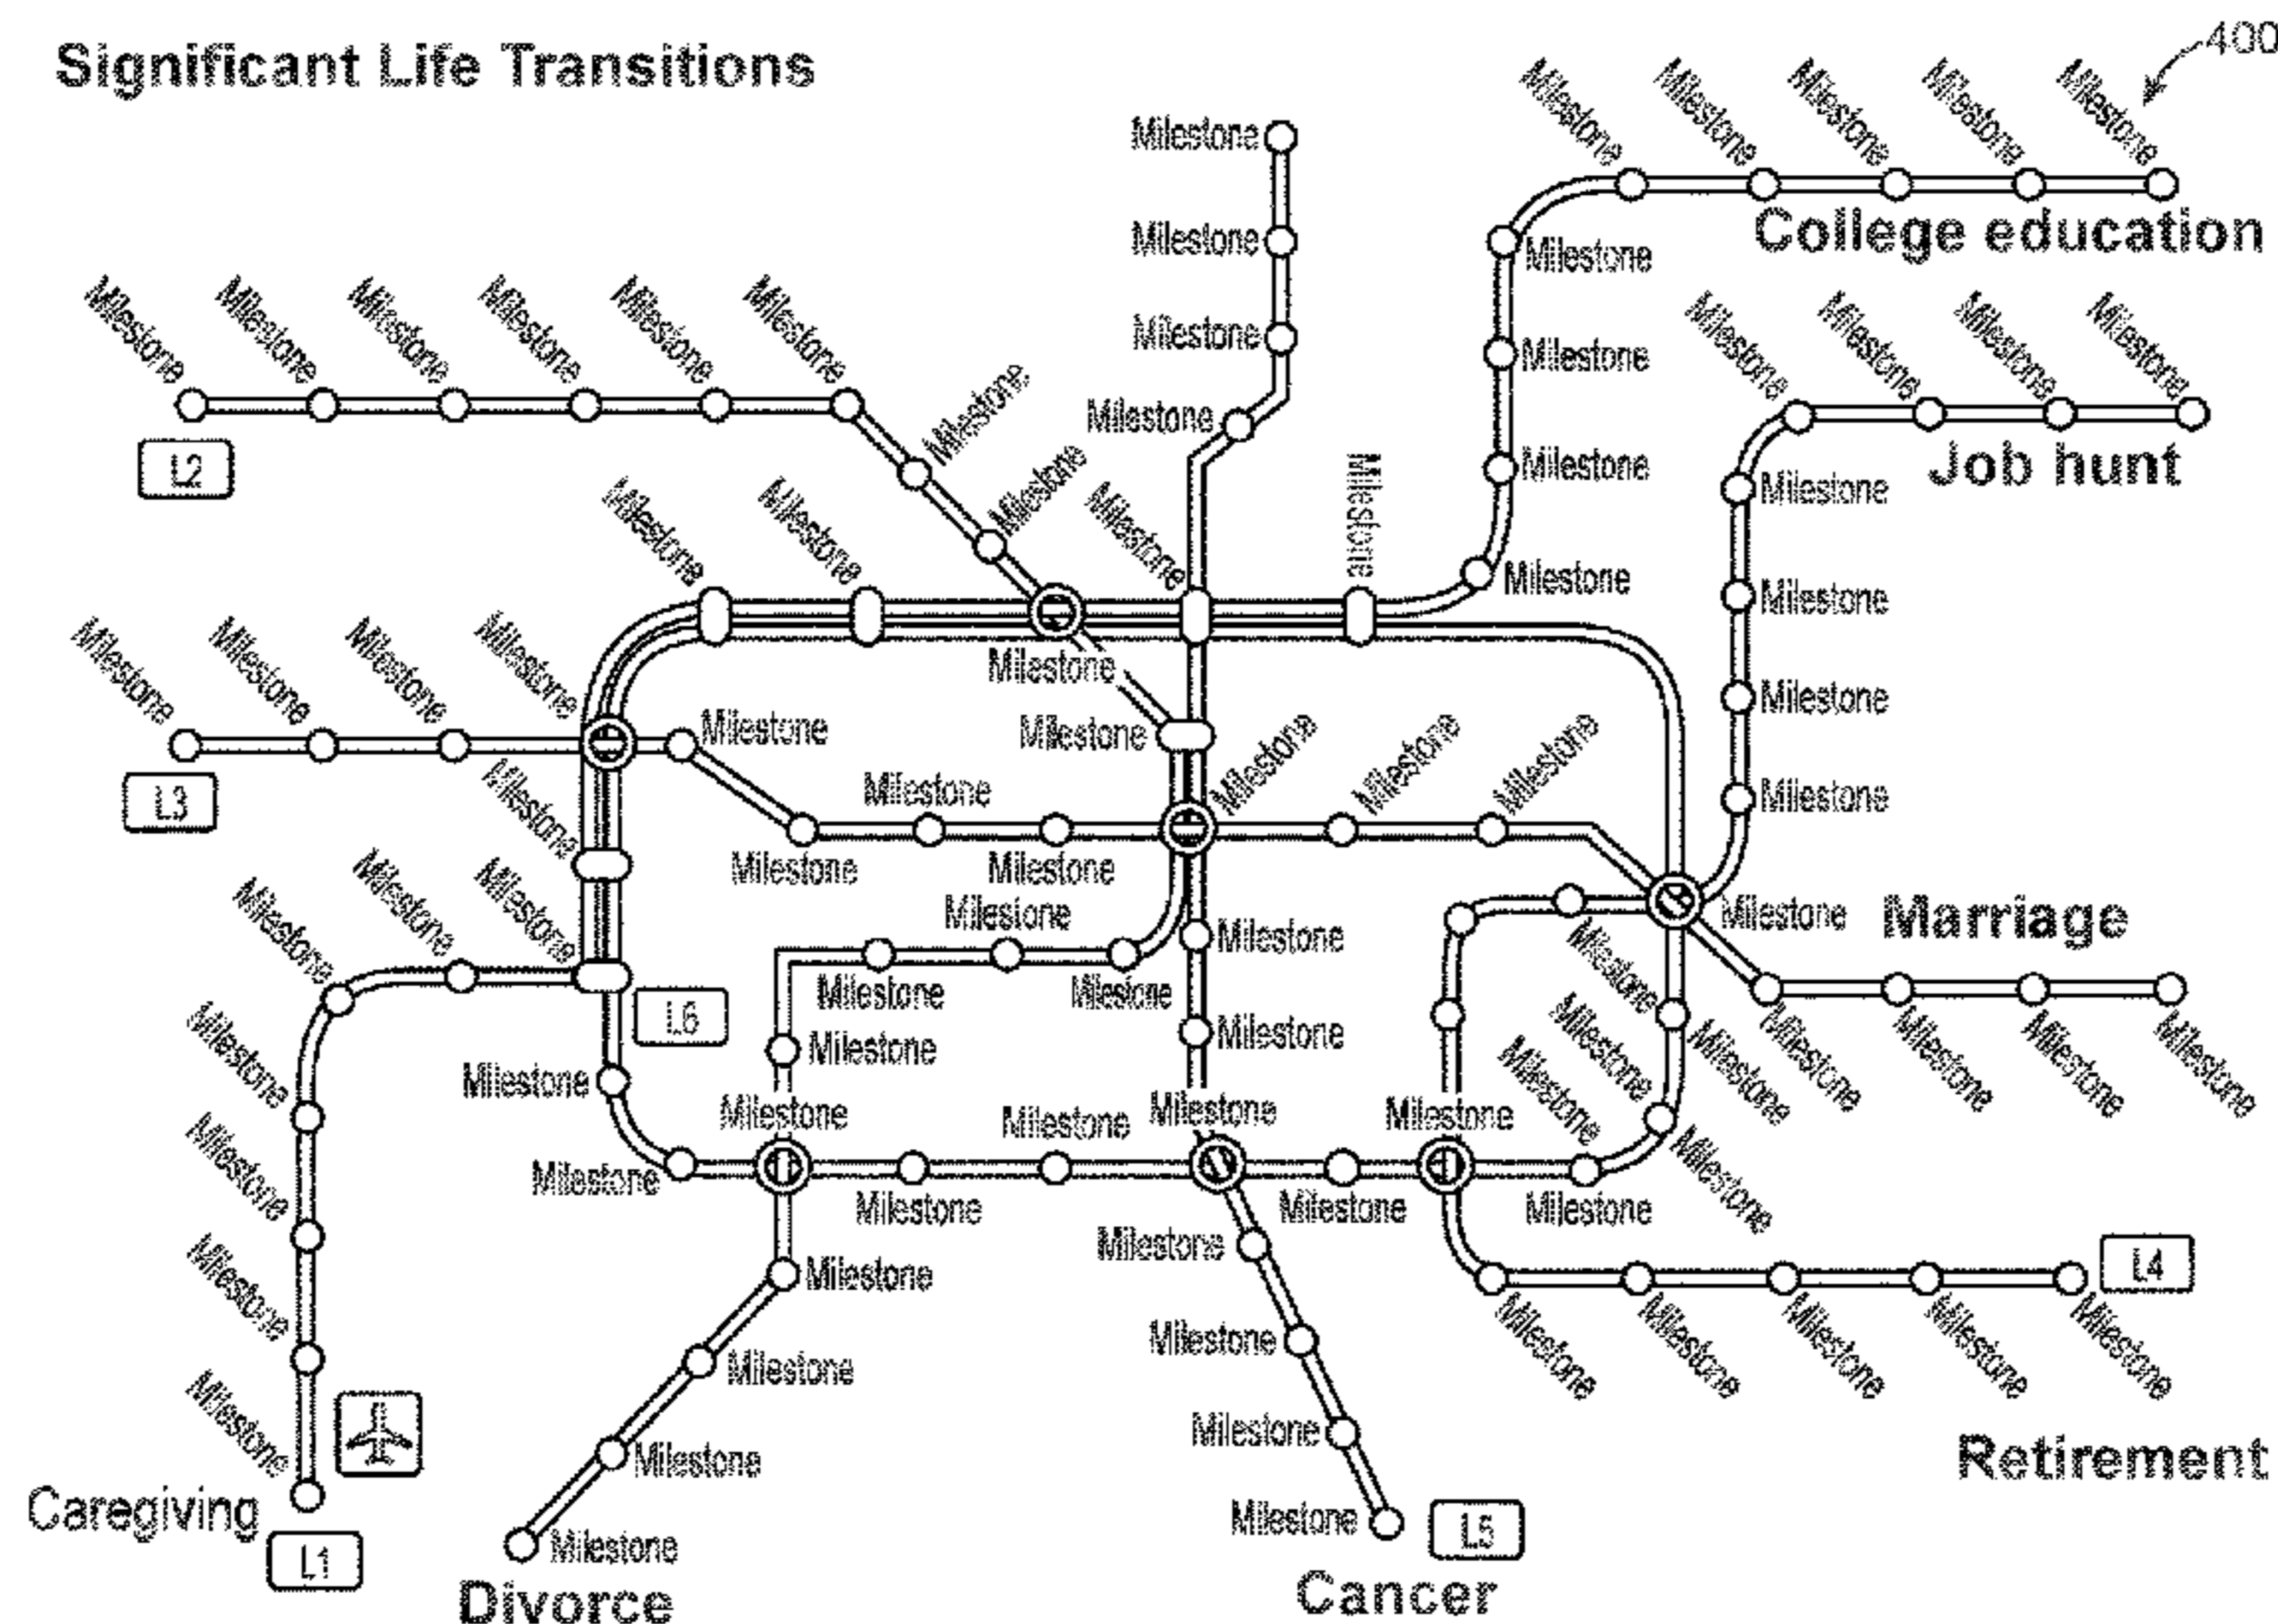 400
Significant Life Transitions
Milestone Milestone Milestone Milestone Milestone
Milestone
Milestone
College education
Milestone
Milestone
Milestone Milestone Milestone Milestone Milestone Milestone
Milestone Milestone Milestone Milestone
Milestone
Milestone
Milestone
Milestone
Job hunt
L2
Milestone
Milestone
Milestone Milestone Milestone Milestone
Milestone
Milestone
Milestone
Milestone Milestone Milestone Milestone
Milestone
Milestone
Milestone
Milestone Milestone Milestone
Milestone
Milestone
L3
Milestone
Milestone Milestone
Milestone Milestone
Milestone
Milestone
Milestone
Marriage
Milestone
Milestone
Milestone Milestone
L6
Milestone
Milestone
Milestone
Milestone
Milestone Milestone Milestone Milestone Milestone
Milestone
Milestone
Milestone Milestone Milestone Milestone
Milestone
Milestone
Milestone
Milestone Milestone Milestone
Milestone
Milestone
L4
Milestone
Milestone
Milestone
Milestone Milestone Milestone Milestone Milestone
Milestone
Milestone
Milestone
Retirement
Caregiving
Milestone
L5
Milestone
L1
Cancer
Divorce